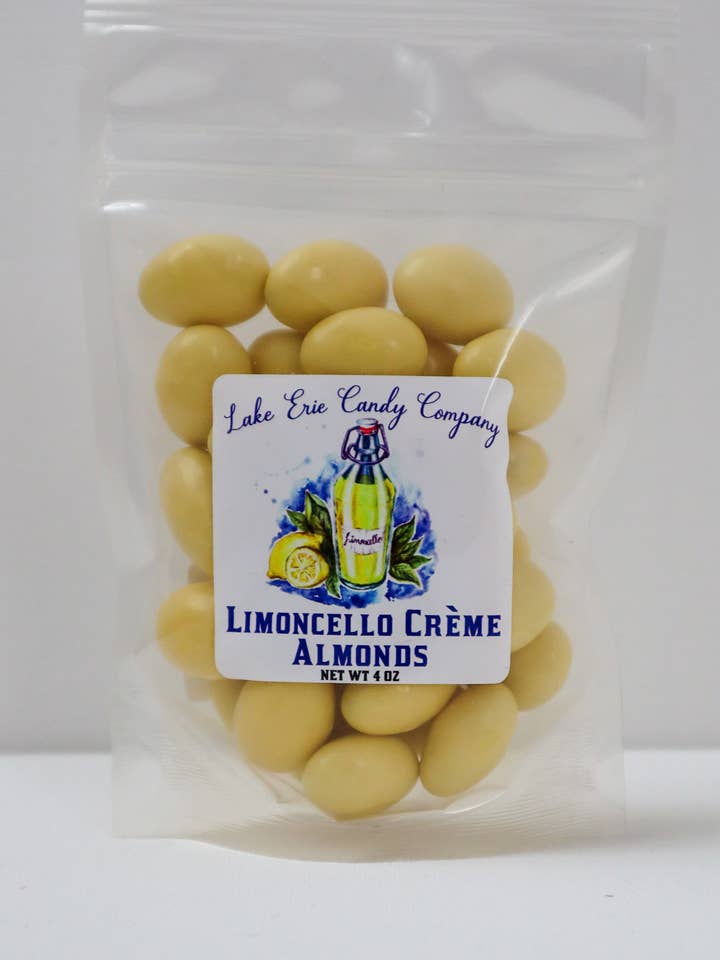 Lake Erie Candy Company
Limoncello
LIMONCELLO CRÈME
ALMONDS
NET WT 4 OZ